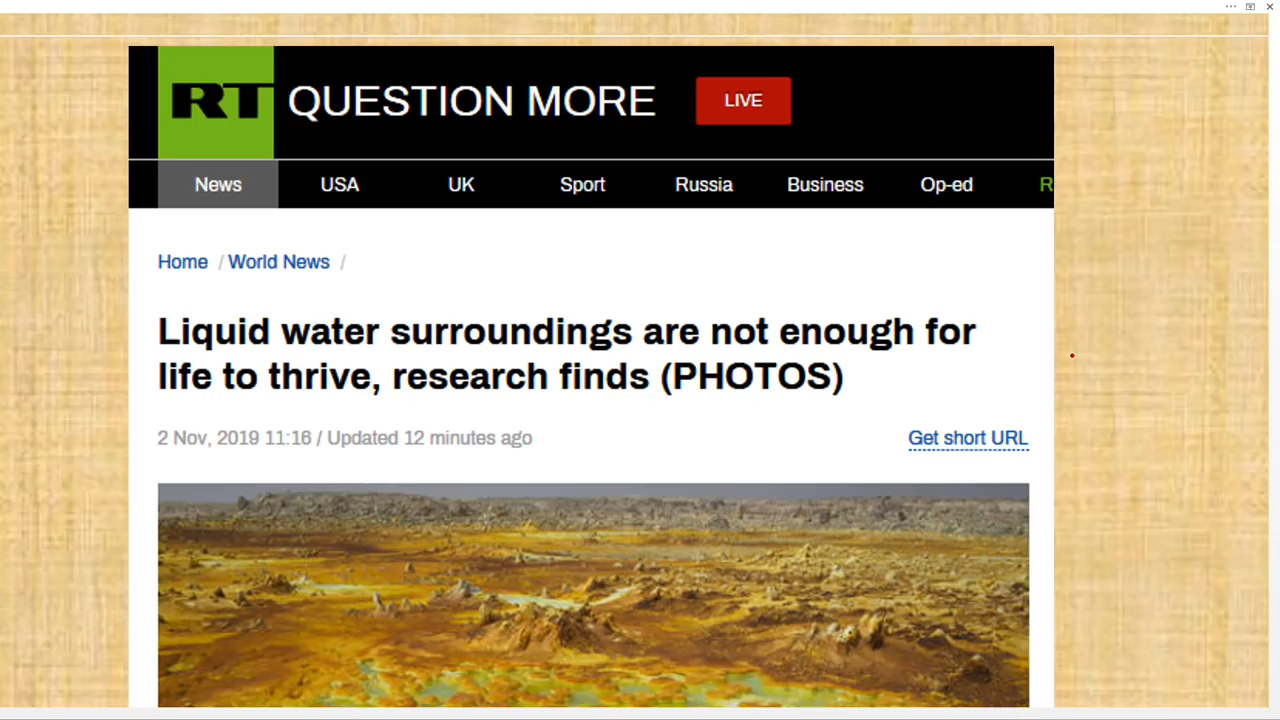 RT QUESTION MORE LIVE
News USA UK Sport Russia Business Op-ed R
Home / World News /
Liquid water surroundings are not enough for
life to thrive, research finds (PHOTOS)
2 Nov, 2019 11:16 / Updated 12 minutes ago Get short URL